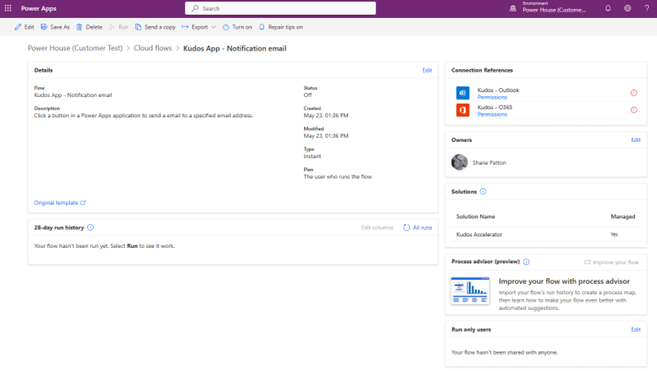 Power Apps
Search
Environment
Power House (Custome...
?
Edit
Save As
Delete
Run
Send a copy
Export
Turn on
Repair tips on
Power House (Customer Test) > Cloud flows > Kudos App - Notification email
Details
Edit
Flow
Kudos App - Notification email
Description
Click a button in a Power Apps application to send a email to a specified email address.
Status
Off
Created
May 23, 01:36 PM
Modified
May 23, 01:36 PM
Type
Instant
Plan
The user who runs the flow
Original template
28-day run history
Edit columns
All runs
Your flow hasn't been run yet. Select Run to see it work.
Connection References
Kudos - Outlook
Permissions
Kudos - O365
Permissions
Owners
Edit
Shane Patton
Solutions
Solution Name
Managed
Kudos Accelerator
Yes
Process advisor (preview)
Improve your flow
Improve your flow with process advisor
Import your flow's run history to create a process map,
then learn how to make your flow even better with
automated suggestions.
Run only users
Edit
Your flow hasn't been shared with anyone.